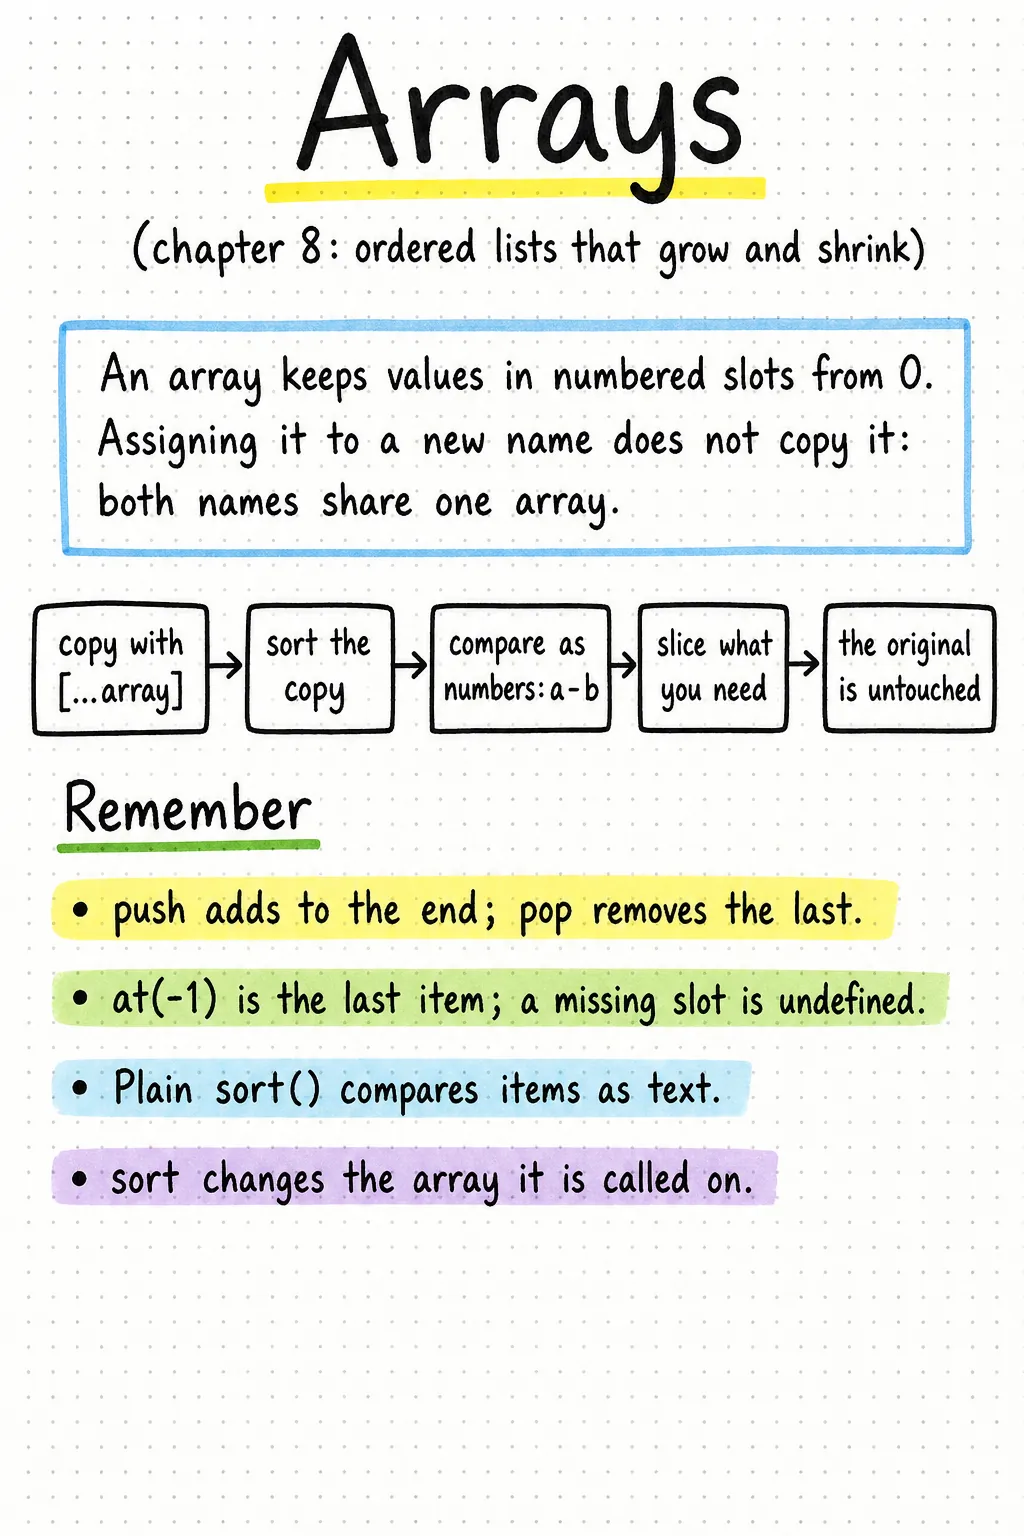 Arrays
(chapter 8: ordered lists that grow and shrink)
An array keeps values in numbered slots from 0.
Assigning it to a new name does not copy it:
both names share one array.
copy with
[...array]
sort the
copy
compare as
numbers: a - b
slice what
you need
the original
is untouched
Remember
• push adds to the end; pop removes the last.
• at(-1) is the last item; a missing slot is undefined.
• Plain sort() compares items as text.
• sort changes the array it is called on.